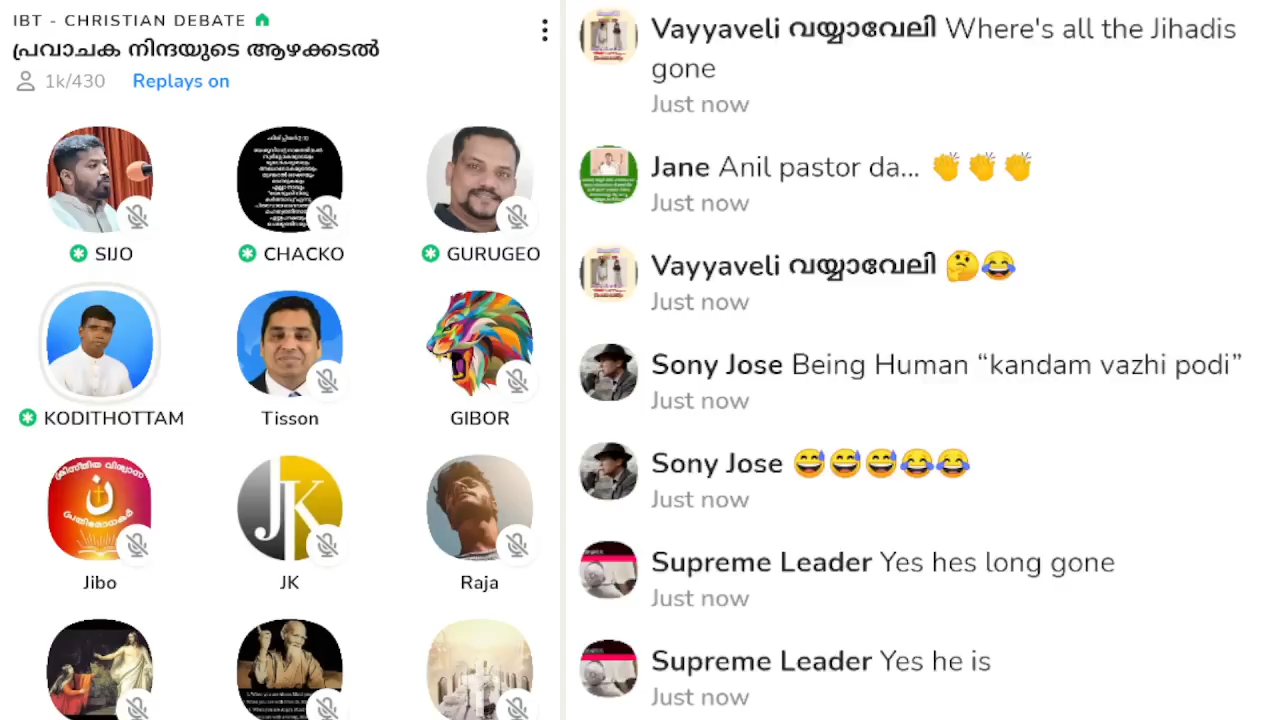 IBT - CHRISTIAN DEBATE
പ്രവാചക നിന്ദയുടെ ആഴക്കടൽ
1k/430 Replays on
SIJO CHACKO GURUGEO
KODITHOTTAM Tisson GIBOR
ക്രിസ്തീയ വിശ്വാസ
ن
പ്രതിരോധകർ
JK
Jibo JK Raja
Vayyaveli വയ്യാവേലി Where's all the Jihadis
gone
Just now
Jane Anil pastor da... 👏👏👏
Just now
Vayyaveli വയ്യാവേലി 🤔😂
Just now
Sony Jose Being Human “kandam vazhi podi”
Just now
Sony Jose 😅😅😅😂😂
Just now
Supreme Leader Yes hes long gone
Just now
Supreme Leader Yes he is
Just now